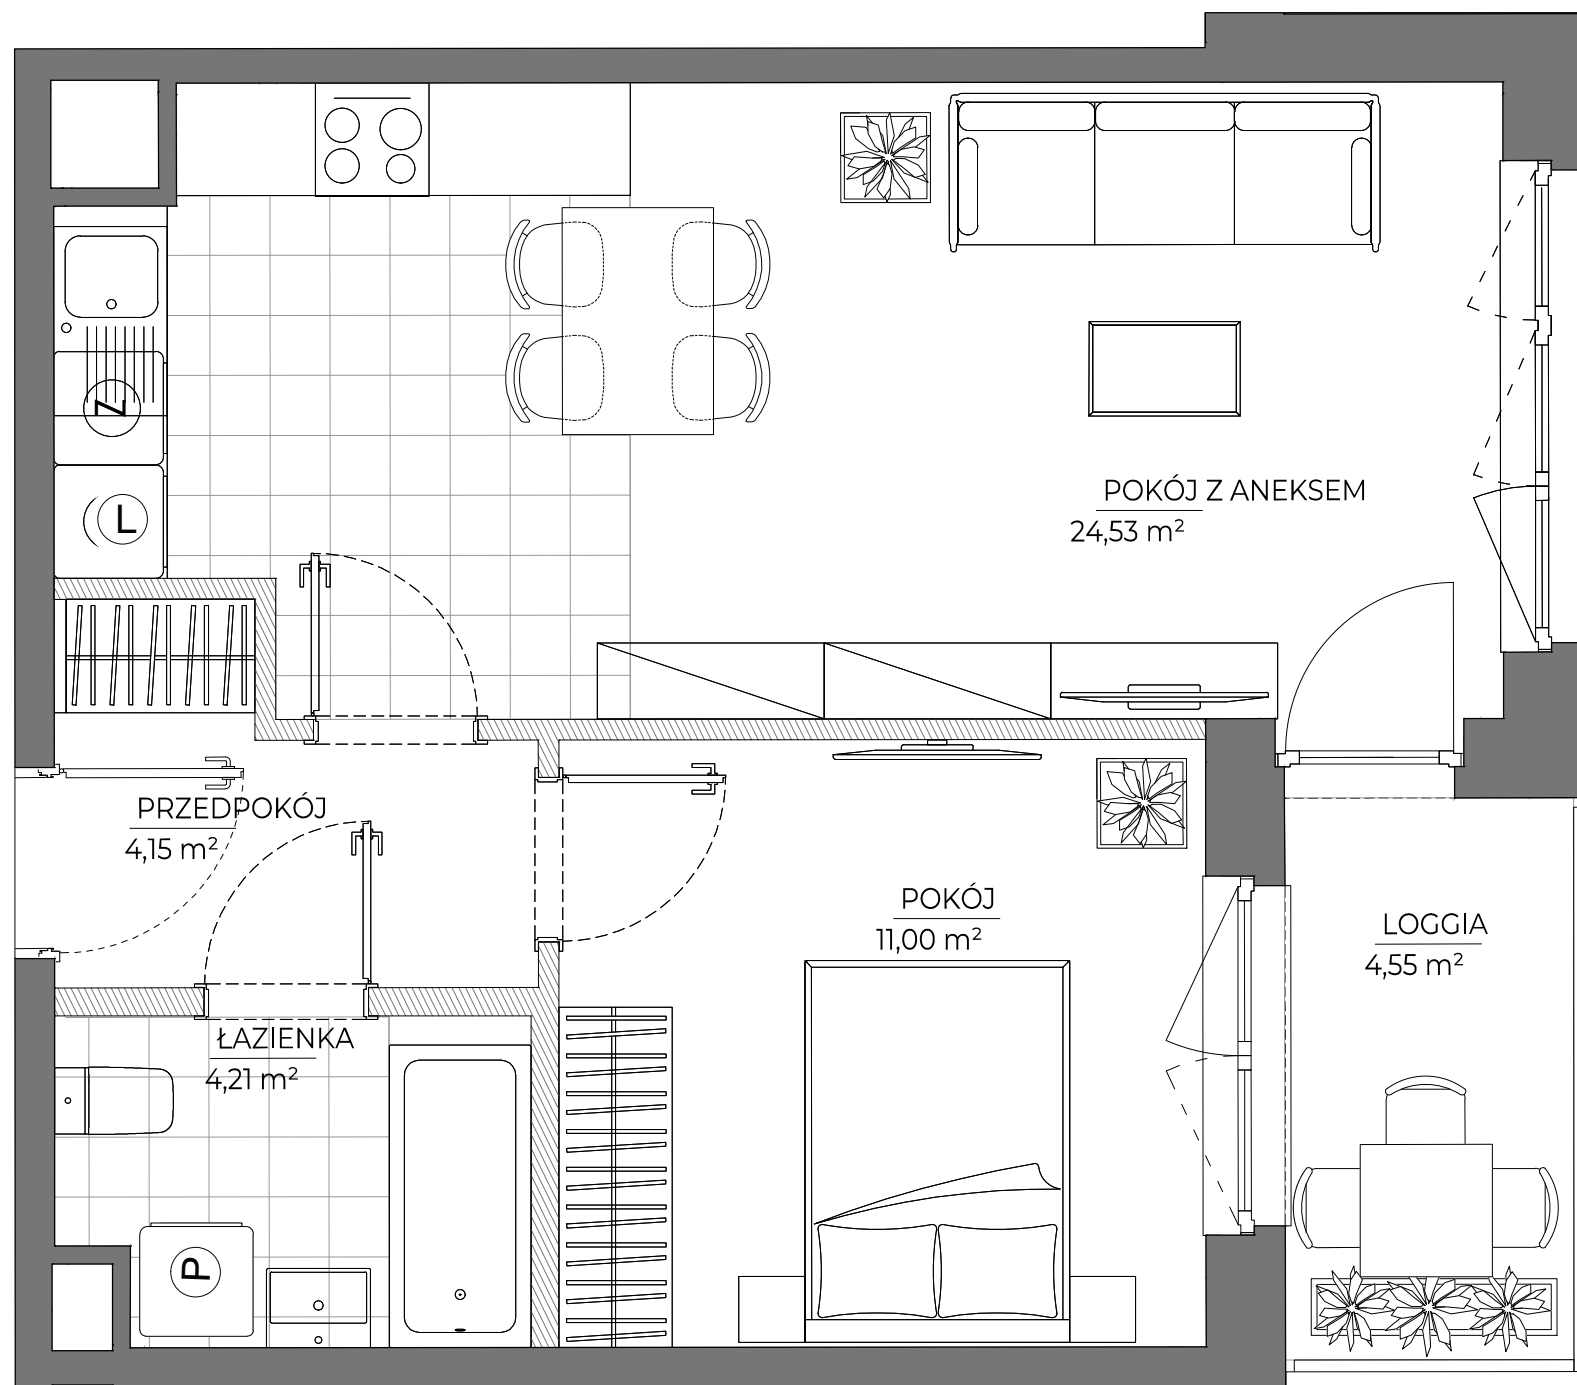 Z
L
POKÓJ Z ANEKSEM
24,53 m²
PRZEDPOKÓJ
4,15 m²
POKÓJ
11,00 m²
LOGGIA
4,55 m²
ŁAZIENKA
4,21 m²
P